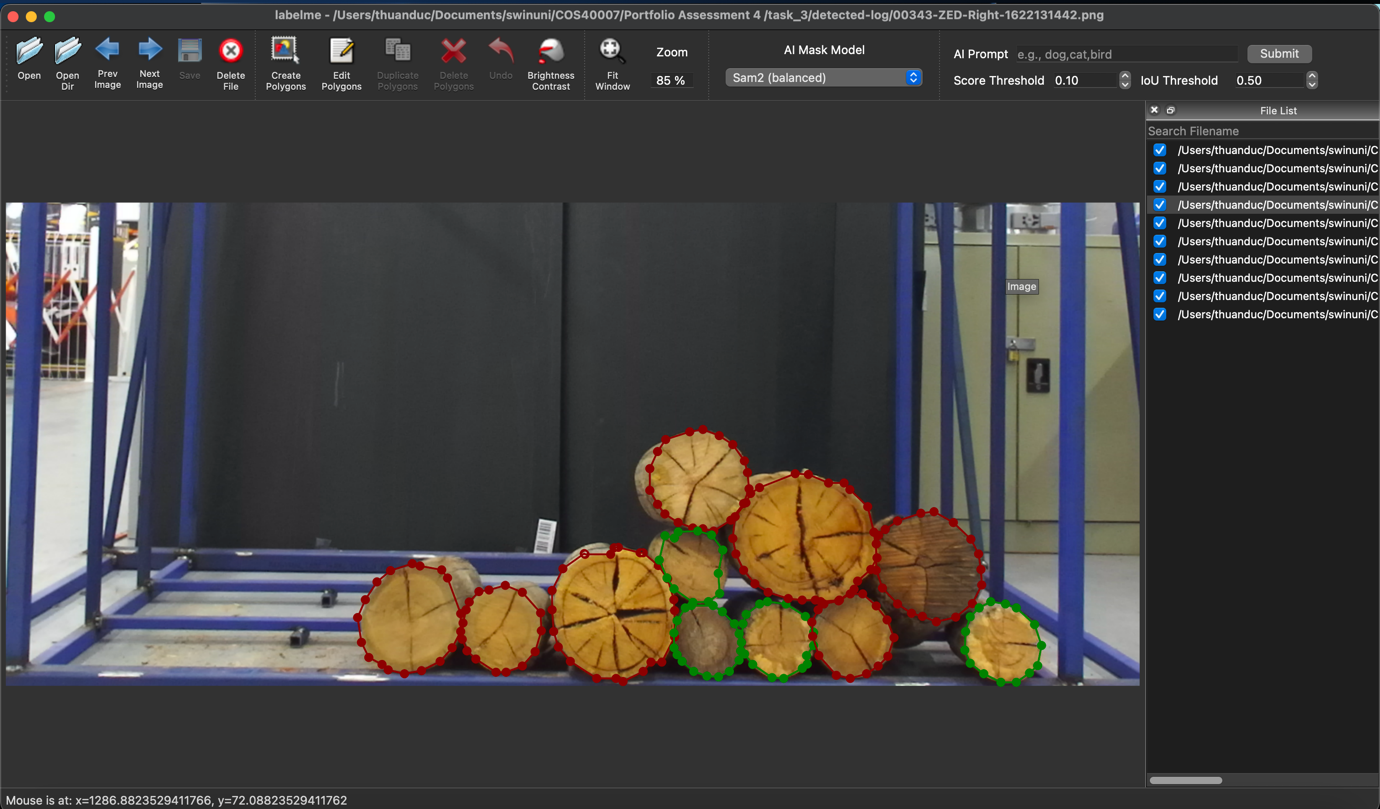 labelme - /Users/thuanduc/Documents/swinuni/COS40007/Portfolio Assessment 4 /task_3/detected-log/00343-ZED-Right-1622131442.png
Open
Open Dir
Prev Image
Next Image
Save
Delete File
Create Polygons
Edit Polygons
Duplicate Polygons
Delete Polygons
Undo
Brightness Contrast
Fit Window
Zoom
85 %
AI Mask Model
Sam2 (balanced)
AI Prompt e.g., dog,cat,bird Submit
Score Threshold 0.10 IoU Threshold 0.50
File List
Search Filename
/Users/thuanduc/Documents/swinuni/C
/Users/thuanduc/Documents/swinuni/C
/Users/thuanduc/Documents/swinuni/C
/Users/thuanduc/Documents/swinuni/C
/Users/thuanduc/Documents/swinuni/C
/Users/thuanduc/Documents/swinuni/C
/Users/thuanduc/Documents/swinuni/C
/Users/thuanduc/Documents/swinuni/C
/Users/thuanduc/Documents/swinuni/C
/Users/thuanduc/Documents/swinuni/C
Image
Mouse is at: x=1286.8823529411766, y=72.08823529411762